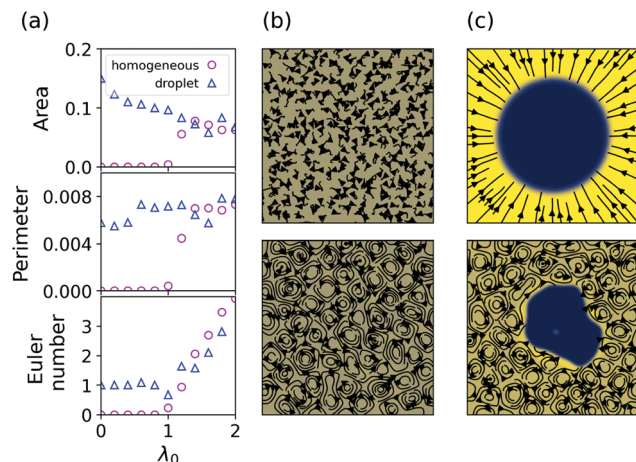 (a)
(b)
(c)
Area
0.2
0.1
0.0
homogeneous
droplet
Perimeter
0.008
0.004
0.000
Euler
number
3
2
1
0
0
1
2
λ0